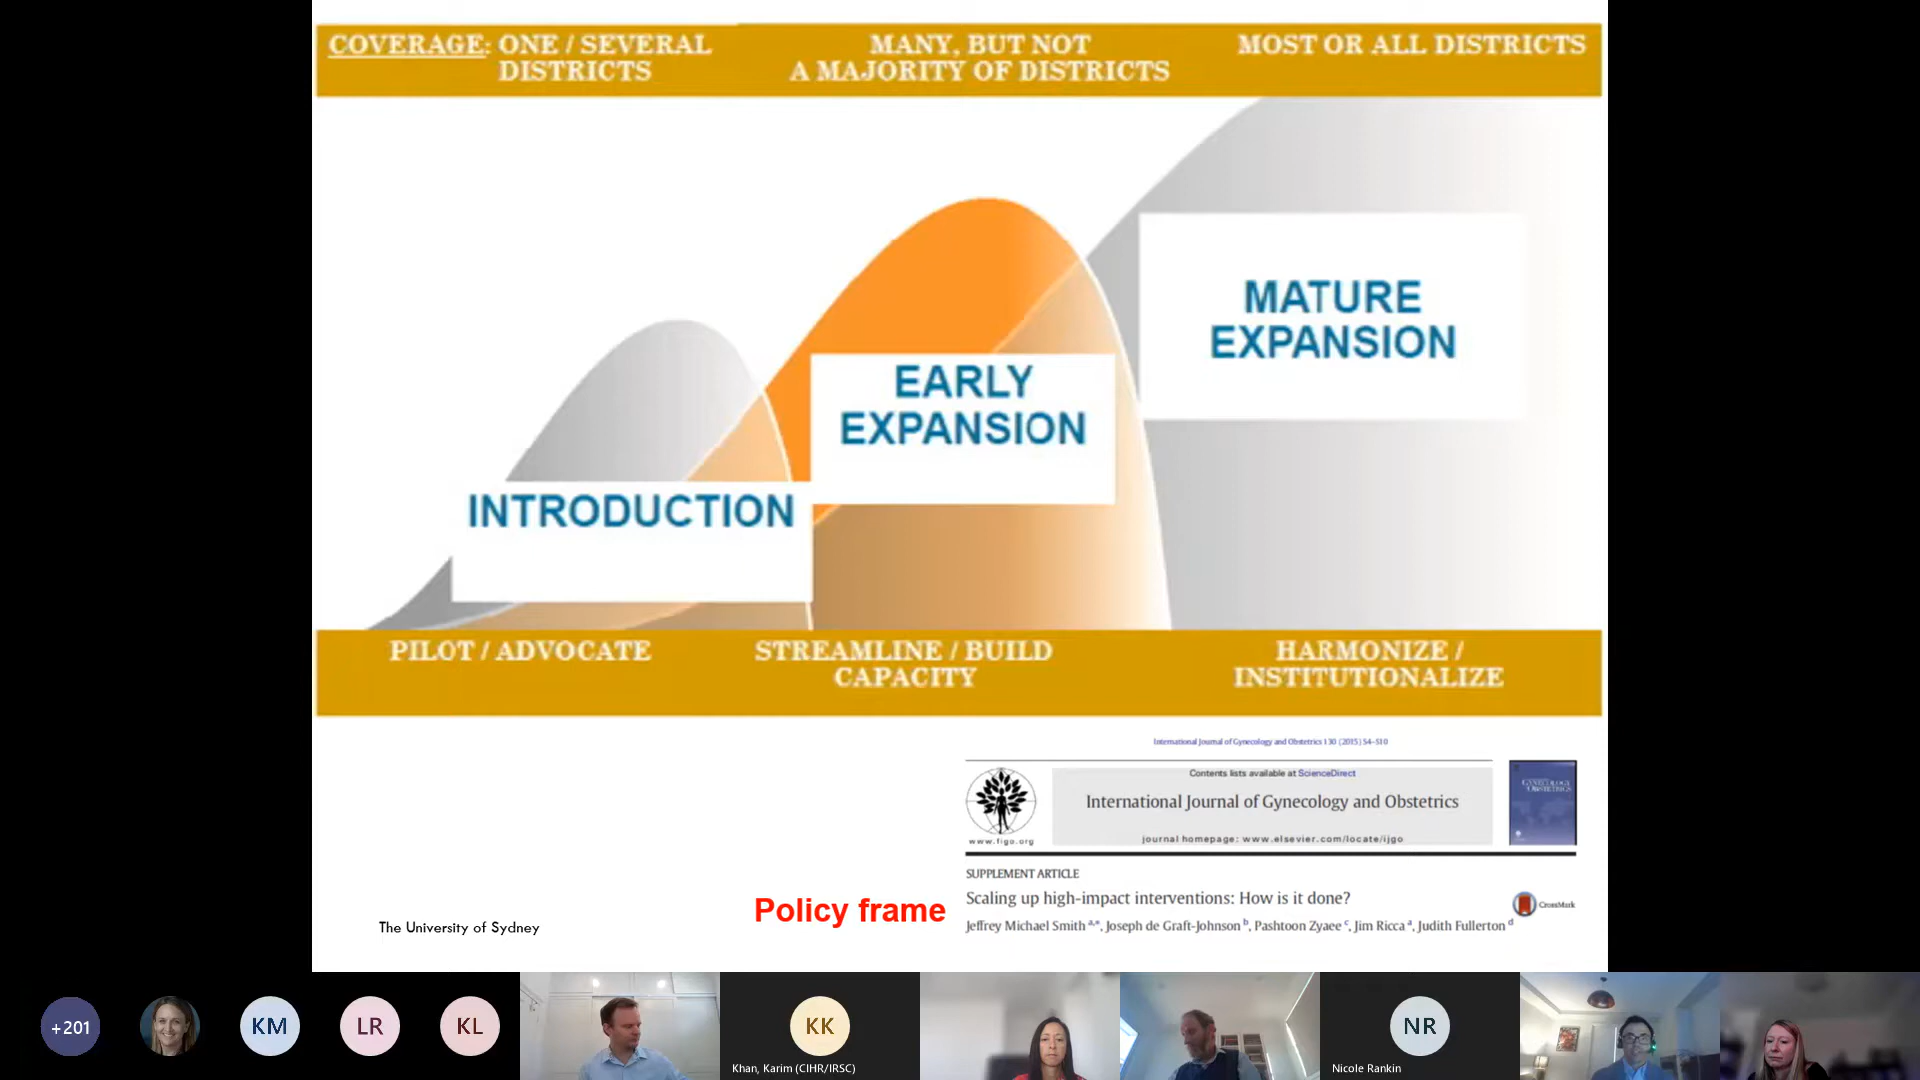 COVERAGE: ONE / SEVERAL
DISTRICTS
MANY, BUT NOT
A MAJORITY OF DISTRICTS
MOST OR ALL DISTRICTS
MATURE
EXPANSION
EARLY
EXPANSION
INTRODUCTION
PILOT / ADVOCATE
STREAMLINE / BUILD
CAPACITY
HARMONIZE /
INSTITUTIONALIZE
International Journal of Gynecology and Obstetrics 130 (2015) S4–S10
Contents lists available at ScienceDirect
International Journal of Gynecology and Obstetrics
journal homepage: www.elsevier.com/locate/ijgo
www.figo.org
GYNECOLOGY
& OBSTETRICS
SUPPLEMENT ARTICLE
Scaling up high-impact interventions: How is it done?
CrossMark
Jeffrey Michael Smith a,*, Joseph de Graft-Johnson b, Pashtoon Zyaee c, Jim Ricca a, Judith Fullerton d
Policy frame
The University of Sydney
+201
KM
LR
KL
KK
Khan, Karim (CIHR/IRSC)
NR
Nicole Rankin